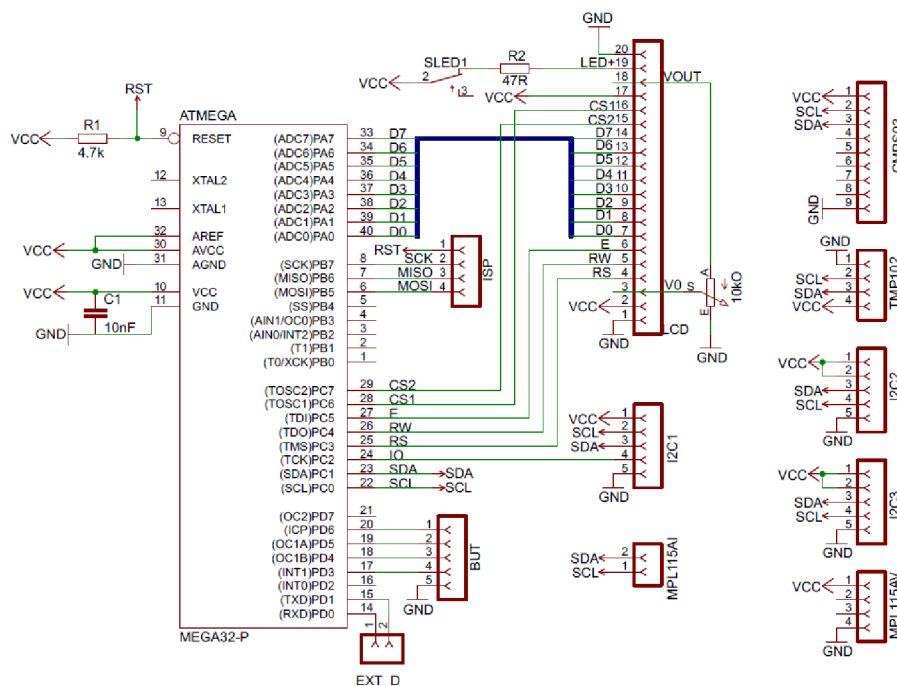 ATMEGA
RST
VCC
R1
4.7k
9
RESET
12
XTAL2
13
XTAL1
32
AREF
VCC
30
AVCC
GND
31
AGND
VCC
10
VCC
11
GND
C1
10nF
GND
MEGA32-P
(ADC7)PA7 33 D7
(ADC6)PA6 34 D6
(ADC5)PA5 35 D5
(ADC4)PA4 36 D4
(ADC3)PA3 37 D3
(ADC2)PA2 38 D2
(ADC1)PA1 39 D1
(ADC0)PA0 40 D0
(SCK)PB7 8
(MISO)PB6 7
(MOSI)PB5 6
(SS)PB4 5
(AIN1/OC0)PB3 4
(AIN0/INT2)PB2 3
(T1)PB1 2
(T0/XCK)PB0 1
(TOSC2)PC7 29 CS2
(TOSC1)PC6 28 CS1
(TDI)PC5 27 E
(TDO)PC4 26 RW
(TMS)PC3 25 RS
(TCK)PC2 24 IO
(SDA)PC1 23 SDA SDA
(SCL)PC0 22 SCL SCL
(OC2)PD7 21
(ICP)PD6 20
(OC1A)PD5 19
(OC1B)PD4 18
(INT1)PD3 17
(INT0)PD2 16
(TXD)PD1 15
(RXD)PD0 14
RST 1
SCK 2
MISO 3
MOSI 4
ISP
1
2
3
4
5
GND
BUT
1 2
EXT D
GND
SLED1
R2
47R
VCC
2
3
VCC
20
LED+ 19
18 VOUT
17
CS1 16
CS2 15
D7 14
D6 13
D5 12
D4 11
D3 10
D2 9
D1 8
D0 7
E 6
RW 5
RS 4
3 V0
VCC 2
1
GND
LCD
A
S
E
10kO
GND
VCC 1
SCL 2
SDA 3
4
5
GND
I2C1
SDA 2
SCL 1
MPL115AI
VCC 1
SCL 2
SDA 3
4
5
6
7
8
GND 9
CMPS03
GND
1
SCL 2
SDA 3
VCC 4
TMP102
VCC 1
2
SDA 3
SCL 4
5
GND
I2C2
VCC 1
2
SDA 3
SCL 4
5
GND
I2C3
VCC 1
2
3
4
GND
MPL115AV